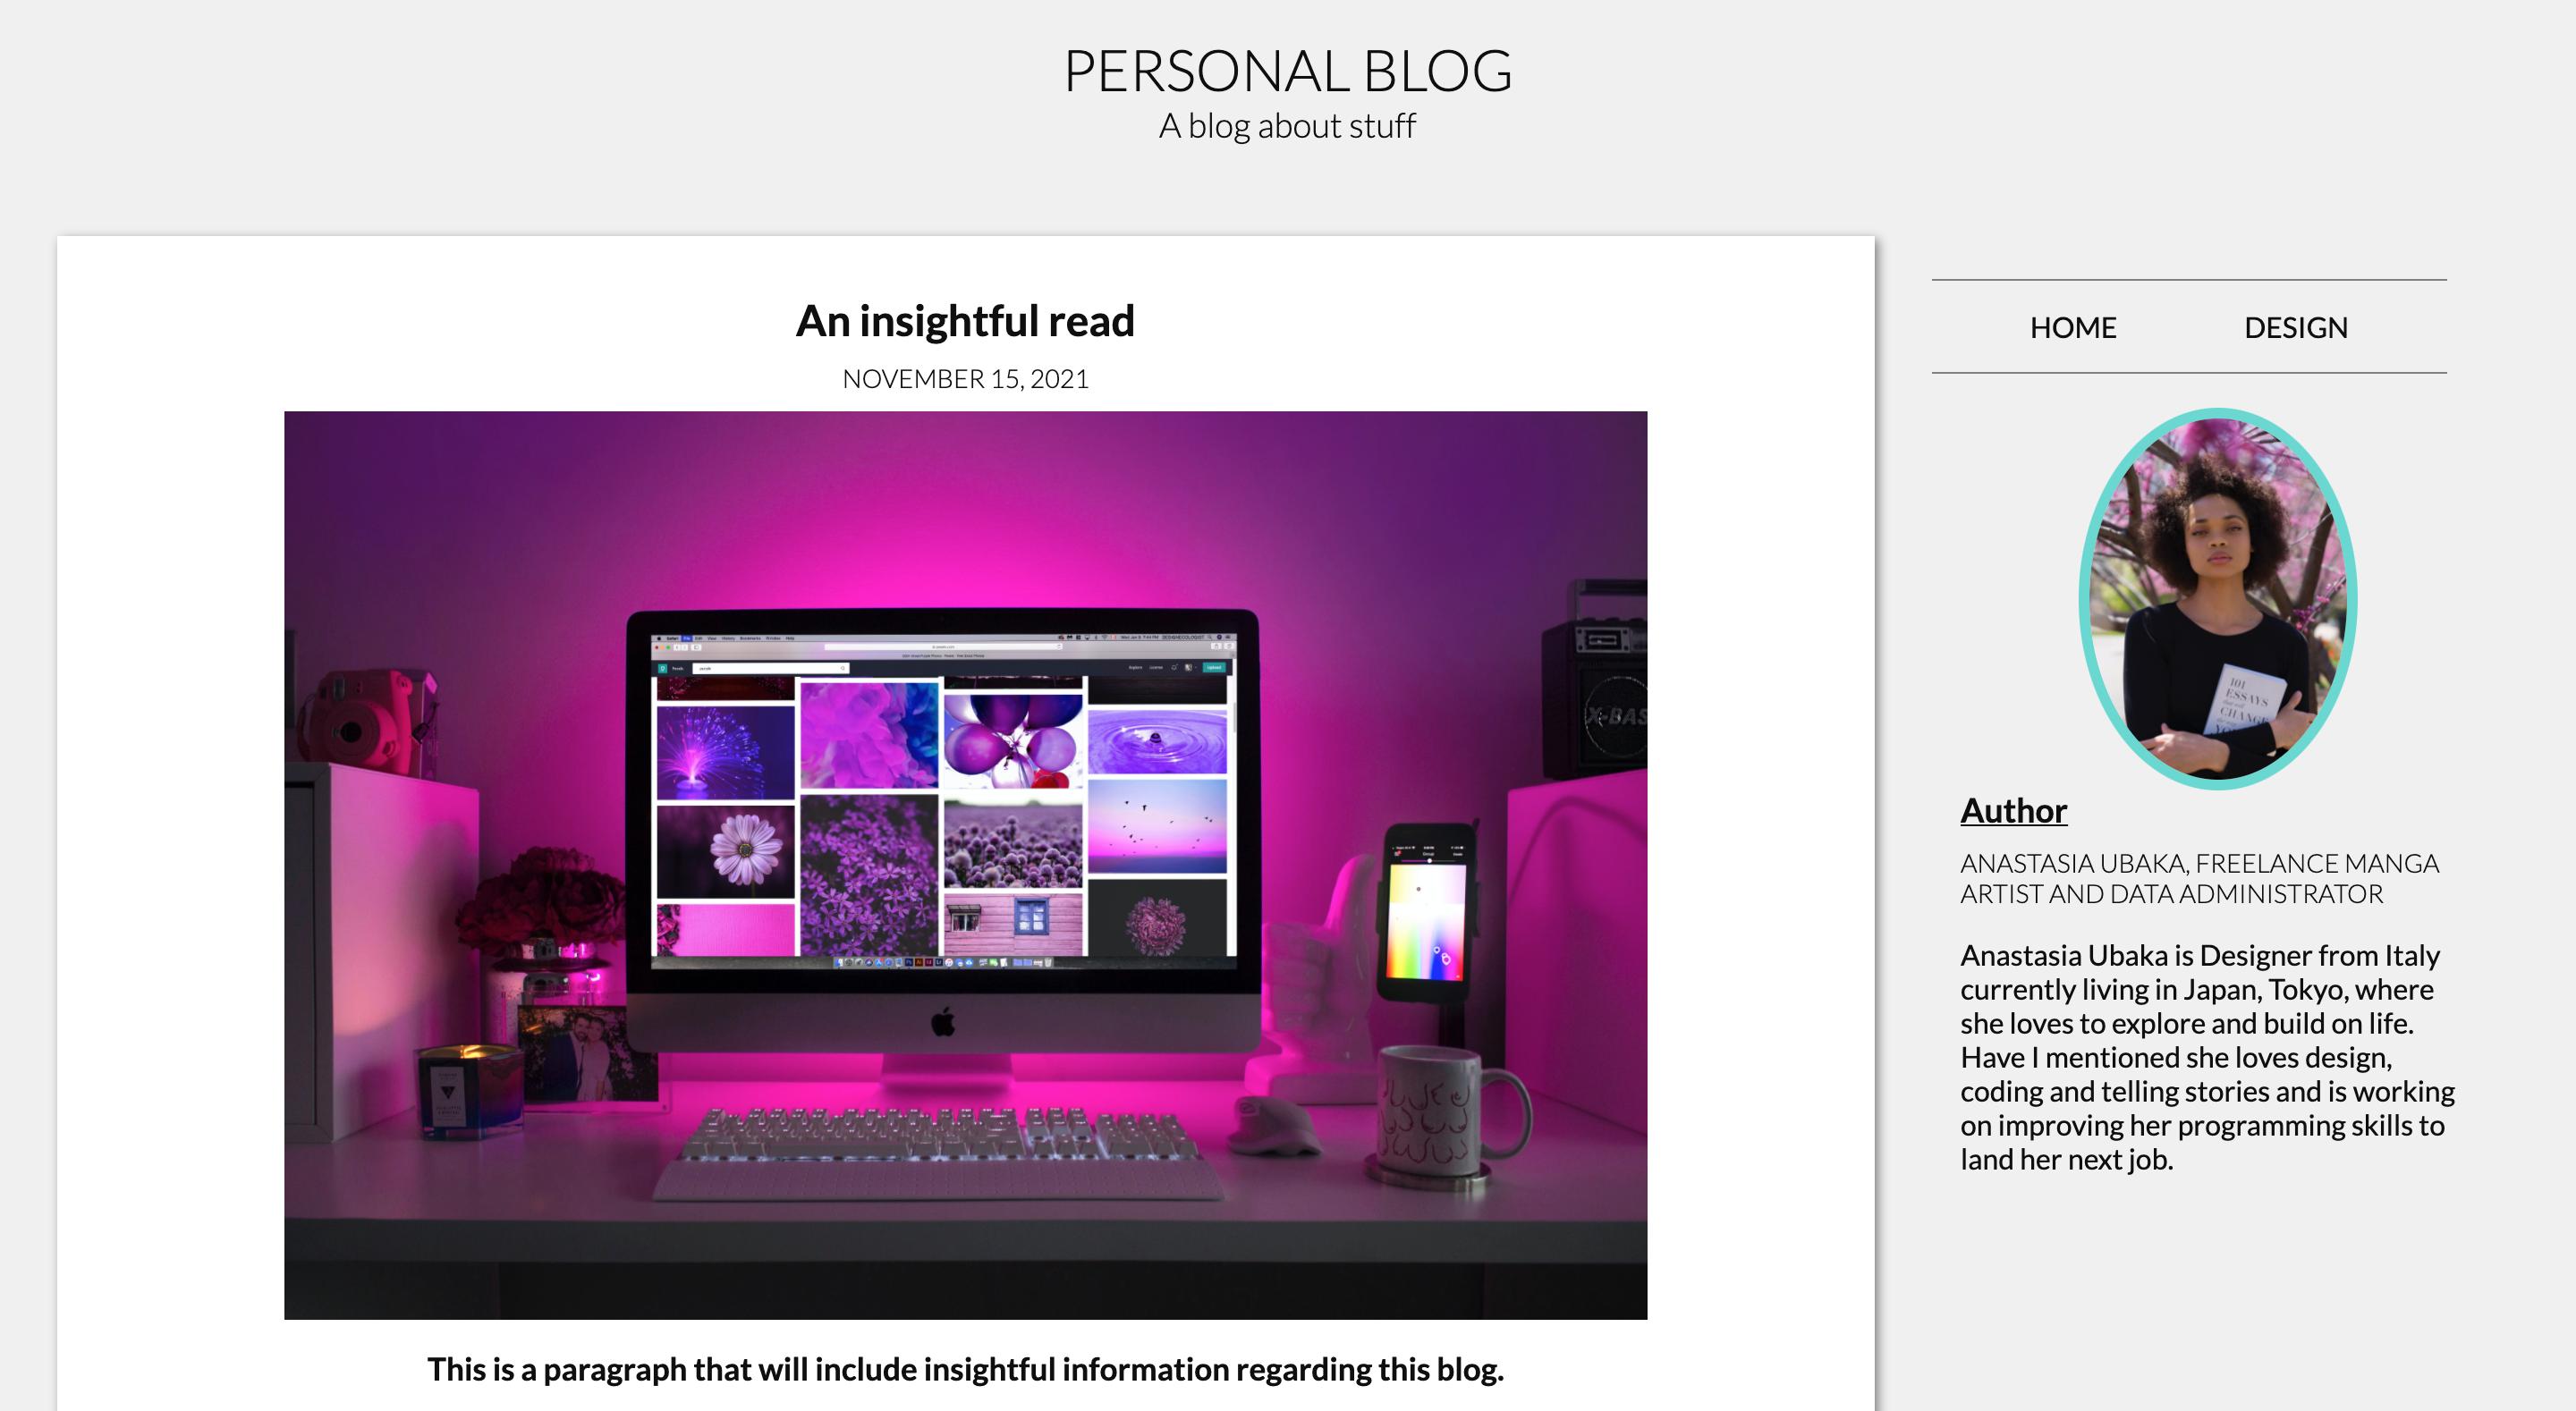 PERSONAL BLOG
A blog about stuff
An insightful read
NOVEMBER 15, 2021
HOME DESIGN
X-BAS
101
ESSAYS
that will
CHANGE
Author
ANASTASIA UBAKA, FREELANCE MANGA
ARTIST AND DATA ADMINISTRATOR
Anastasia Ubaka is Designer from Italy
currently living in Japan, Tokyo, where
she loves to explore and build on life.
Have I mentioned she loves design,
coding and telling stories and is working
on improving her programming skills to
land her next job.
This is a paragraph that will include insightful information regarding this blog.